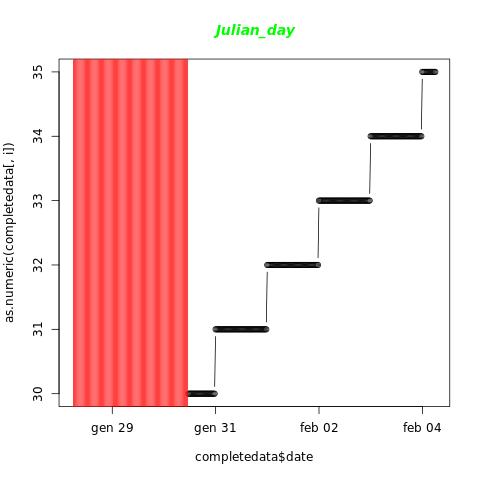 Julian_day
as.numeric(completedata[, i])
35
34
33
32
31
30
gen 29
gen 31
feb 02
feb 04
completedata$date